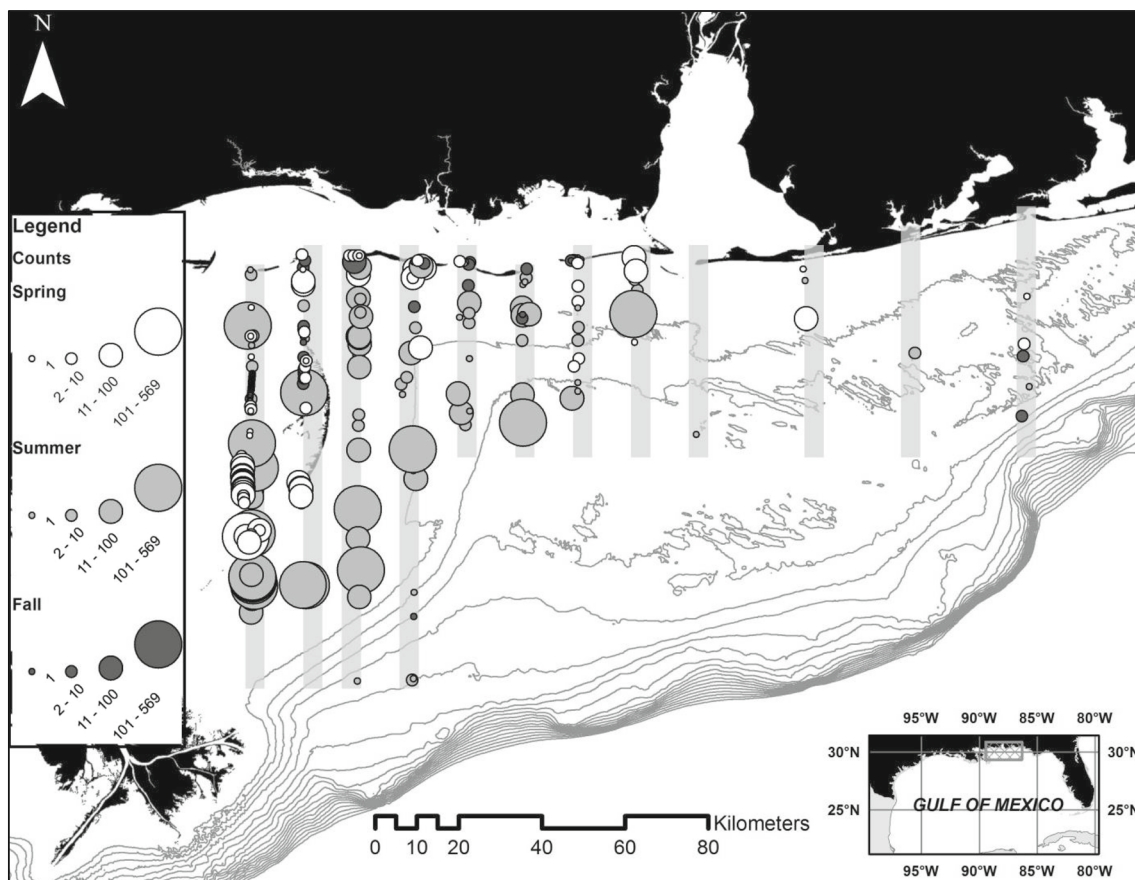 N
Legend
Counts
Spring
1
2 - 10
11 - 100
101 - 569
Summer
1
2 - 10
11 - 100
101 - 569
Fall
1
2 - 10
11 - 100
101 - 569
Kilometers
0 10 20 40 60 80
95°W 90°W 85°W 80°W
30°N 30°N
GULF OF MEXICO
25°N 25°N
95°W 90°W 85°W 80°W